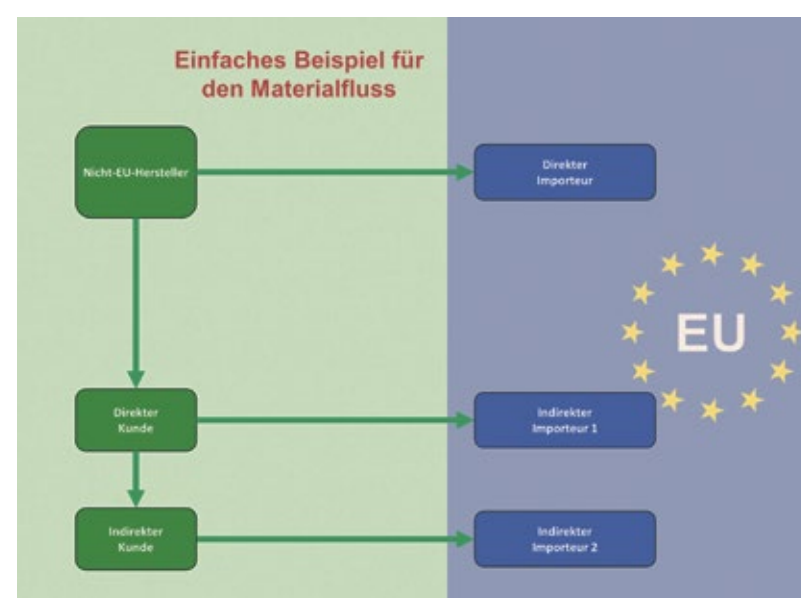 Einfaches Beispiel für
den Materialfluss
Nicht-EU-Hersteller
Direkter
Importeur
EU
Direkter
Kunde
Indirekter
Importeur 1
Indirekter
Kunde
Indirekter
Importeur 2